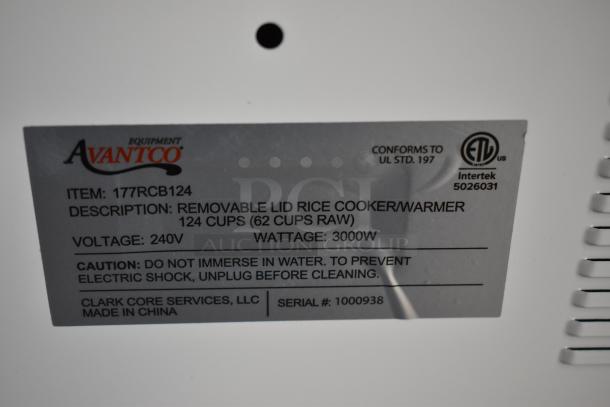 AVANTCO
EQUIPMENT
CONFORMS TO
UL STD. 197
ETL US
Intertek
5026031
ITEM: 177RCB124
DESCRIPTION: REMOVABLE LID RICE COOKER/WARMER
124 CUPS (62 CUPS RAW)
VOLTAGE: 240V WATTAGE: 3000W
CAUTION: DO NOT IMMERSE IN WATER. TO PREVENT
ELECTRIC SHOCK, UNPLUG BEFORE CLEANING.
CLARK CORE SERVICES, LLC
MADE IN CHINA
SERIAL #: 1000938
RGI
AUCTION GROUP